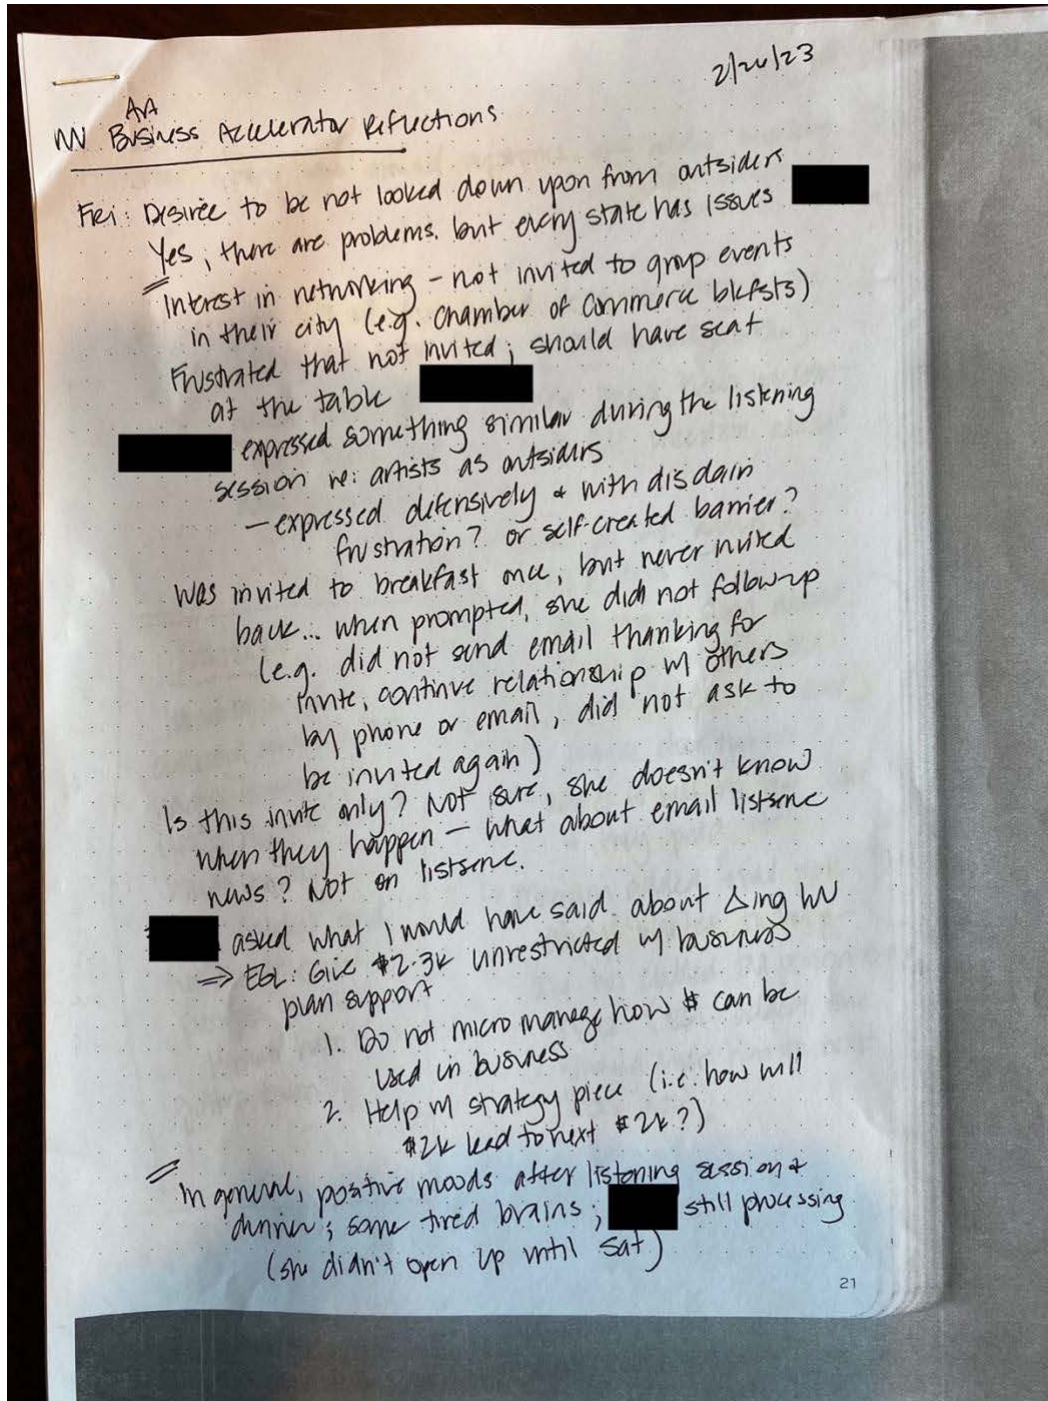 2/26/23
AA
WV Business Accelerator Reflections
Fri: Desire to be not looked down upon from outsiders
Yes, there are problems. but every state has issues
Interest in networking - not invited to group events
in their city (e.g. Chamber of Commerce bkfsts)
Frustrated that not invited; should have seat
at the table
expressed something similar during the listening
session re: artists as outsiders
- expressed defensively & with disdain
frustration? or self-created barrier?
Was invited to breakfast once, but never invited
back... when prompted, she did not follow-up
(e.g. did not send email thanking for
invite, continue relationship w/ others
by phone or email, did not ask to
be invited again)
Is this invite only? Not sure, she doesn't know
when they happen - what about email listserve
news? Not on listserve.
asked what I would have said about Δing WV
⇒ EGL: Give $2-3k unrestricted w/ business
plan support
1. Do not micro manage how $ can be
used in business
2. Help w/ strategy piece (i.e. how will
$2k lead to next $2k?)
In general, positive moods after listening session &
dinner; some tired brains; still processing
(she didn't open up until Sat)
21